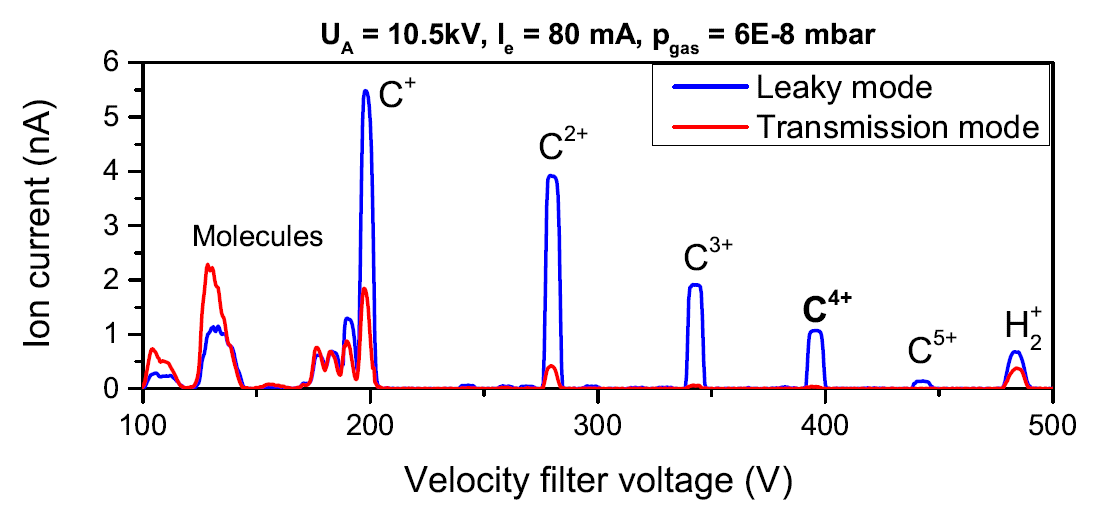 U_A = 10.5kV, I_e = 80 mA, p_gas = 6E-8 mbar
Leaky mode
Transmission mode
Ion current (nA)
6
5
4
3
2
1
0
Molecules
C⁺
C²⁺
C³⁺
C⁴⁺
C⁵⁺
H₂⁺
100
200
300
400
500
Velocity filter voltage (V)